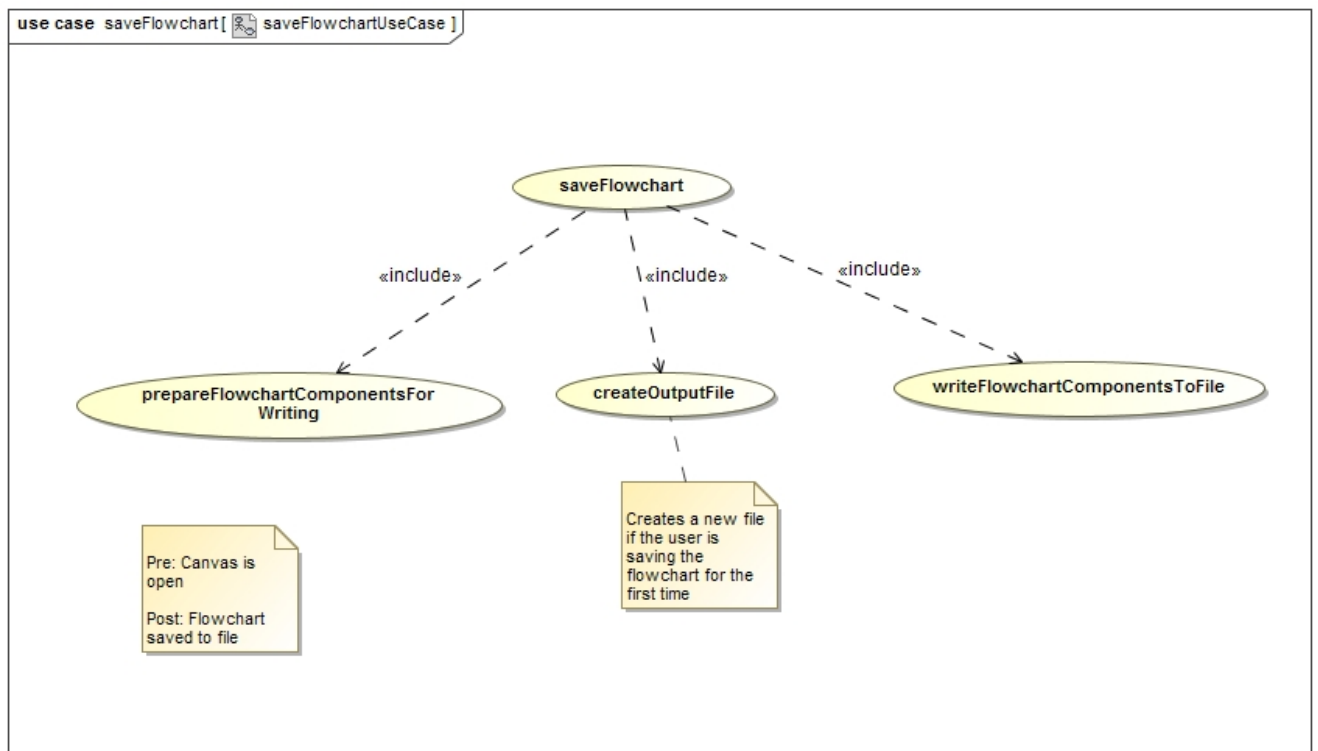 use case saveFlowchart [ saveFlowchartUseCase ]
saveFlowchart
«include»
«include»
«include»
prepareFlowchartComponentsFor
Writing
createOutputFile
writeFlowchartComponentsToFile
Creates a new file
if the user is
saving the
flowchart for the
first time
Pre: Canvas is
open
Post: Flowchart
saved to file